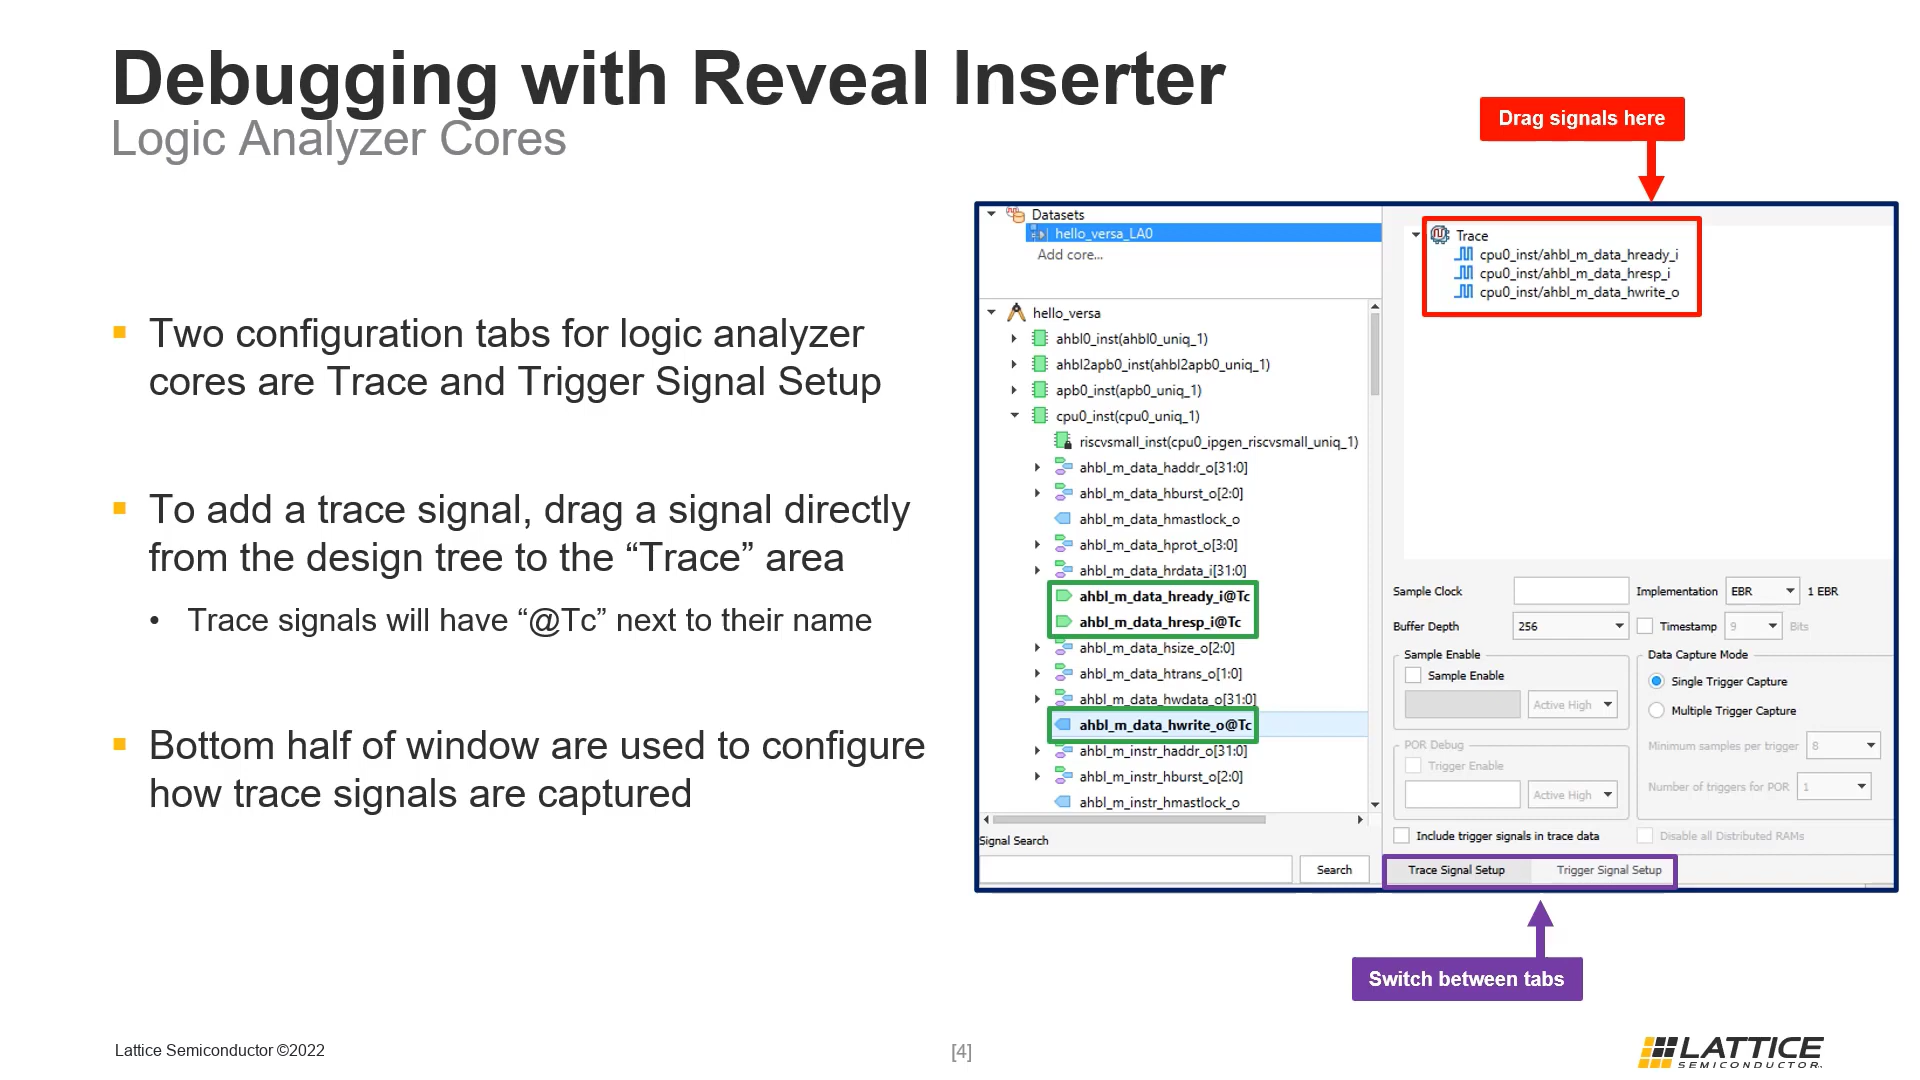 Debugging with Reveal Inserter
Logic Analyzer Cores
Two configuration tabs for logic analyzer
cores are Trace and Trigger Signal Setup
To add a trace signal, drag a signal directly
from the design tree to the “Trace” area
• Trace signals will have “@Tc” next to their name
Bottom half of window are used to configure
how trace signals are captured
Drag signals here
Datasets
hello_versa_LA0
Add core...
hello_versa
ahbl0_inst(ahbl0_uniq_1)
ahbl2apb0_inst(ahbl2apb0_uniq_1)
apb0_inst(apb0_uniq_1)
cpu0_inst(cpu0_uniq_1)
riscvsmall_inst(cpu0_ipgen_riscvsmall_uniq_1)
ahbl_m_data_haddr_o[31:0]
ahbl_m_data_hburst_o[2:0]
ahbl_m_data_hmastlock_o
ahbl_m_data_hprot_o[3:0]
ahbl_m_data_hrdata_i[31:0]
ahbl_m_data_hready_i@Tc
ahbl_m_data_hresp_i@Tc
ahbl_m_data_hsize_o[2:0]
ahbl_m_data_htrans_o[1:0]
ahbl_m_data_hwdata_o[31:0]
ahbl_m_data_hwrite_o@Tc
ahbl_m_instr_haddr_o[31:0]
ahbl_m_instr_hburst_o[2:0]
ahbl_m_instr_hmastlock_o
Signal Search
Search
Trace
cpu0_inst/ahbl_m_data_hready_i
cpu0_inst/ahbl_m_data_hresp_i
cpu0_inst/ahbl_m_data_hwrite_o
Sample Clock Implementation EBR 1 EBR
Buffer Depth 256 Timestamp 9 Bits
Sample Enable
Sample Enable
Active High
POR Debug
Trigger Enable
Active High
Data Capture Mode
Single Trigger Capture
Multiple Trigger Capture
Minimum samples per trigger 8
Number of triggers for POR 1
Include trigger signals in trace data Disable all Distributed RAMs
Trace Signal Setup Trigger Signal Setup
Switch between tabs
Lattice Semiconductor ©2022
[4]
LATTICE
SEMICONDUCTOR